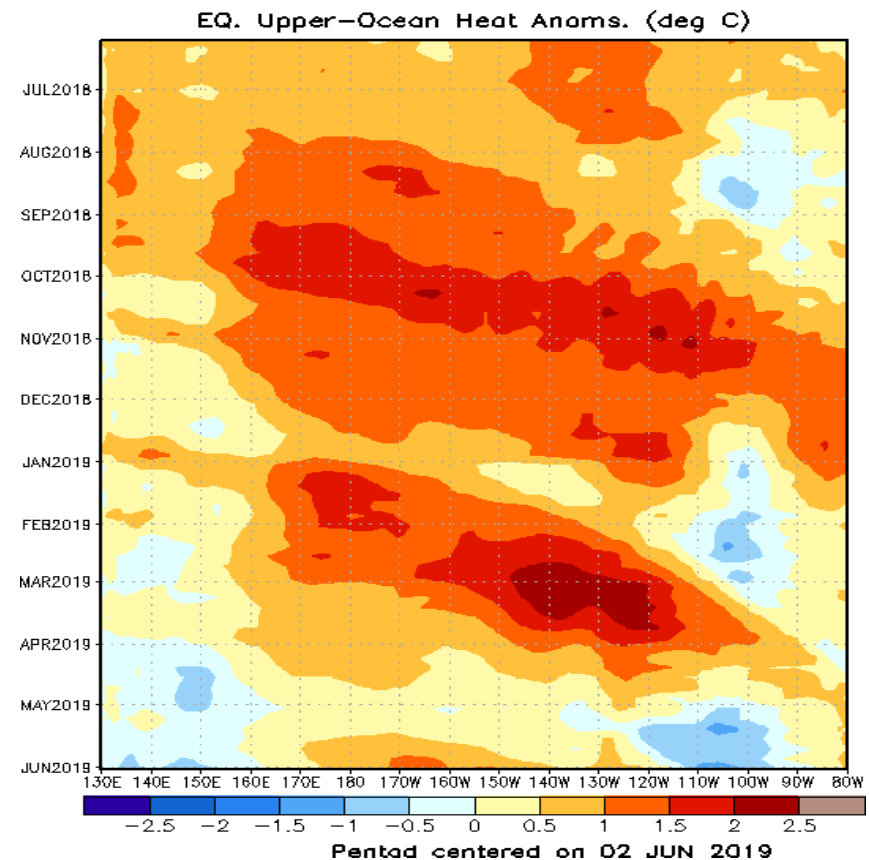 EQ. Upper-Ocean Heat Anoms. (deg C)
JUL2018
AUG2018
SEP2018
OCT2018
NOV2018
DEC2018
JAN2019
FEB2019
MAR2019
APR2019
MAY2019
JUN2019
130E 140E 150E 160E 170E 180 170W 160W 150W 140W 130W 120W 110W 100W 90W 80W
-2.5 -2 -1.5 -1 -0.5 0 0.5 1 1.5 2 2.5
Pentad centered on 02 JUN 2019